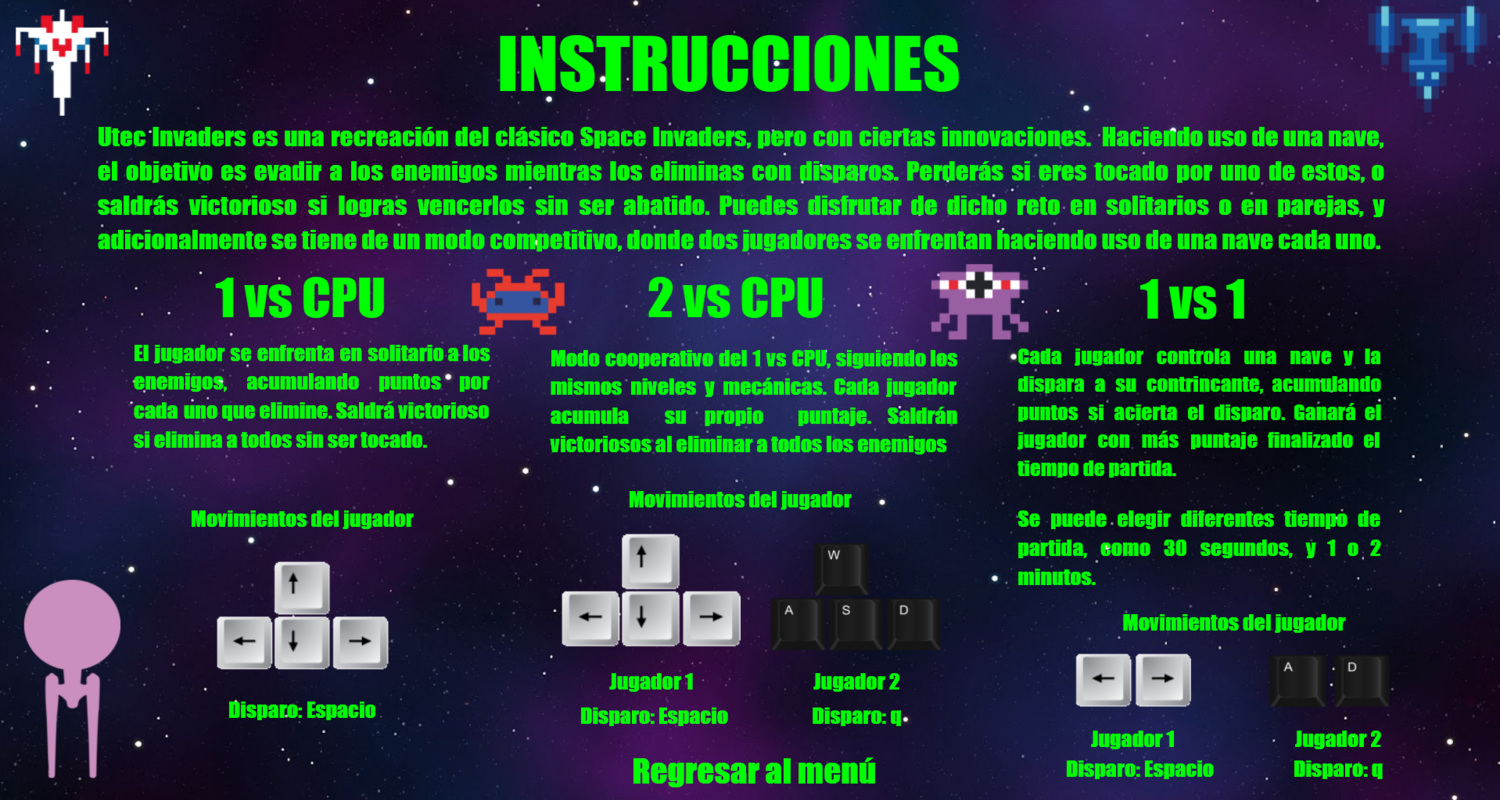 INSTRUCCIONES
Utec Invaders es una recreación del clásico Space Invaders, pero con ciertas innovaciones. Haciendo uso de una nave,
el objetivo es evadir a los enemigos mientras los eliminas con disparos. Perderás si eres tocado por uno de estos, o
saldrás victorioso si logras vencerlos sin ser abatido. Puedes disfrutar de dicho reto en solitarios o en parejas, y
adicionalmente se tiene de un modo competitivo, donde dos jugadores se enfrentan haciendo uso de una nave cada uno.
1 vs CPU
El jugador se enfrenta en solitario a los
enemigos, acumulando puntos por
cada uno que elimine. Saldrá victorioso
si elimina a todos sin ser tocado.
Movimientos del jugador
↑
← ↓ →
Disparo: Espacio
2 vs CPU
Modo cooperativo del 1 vs CPU, siguiendo los
mismos niveles y mecánicas. Cada jugador
acumula su propio puntaje. Saldrán
victoriosos al eliminar a todos los enemigos
Movimientos del jugador
↑
← ↓ →
Jugador 1
Disparo: Espacio
W
A S D
Jugador 2
Disparo: q
1 vs 1
Cada jugador controla una nave y la
dispara a su contrincante, acumulando
puntos si acierta el disparo. Ganará el
jugador con más puntaje finalizado el
tiempo de partida.
Se puede elegir diferentes tiempo de
partida, como 30 segundos, y 1 o 2
minutos.
Movimientos del jugador
← →
Jugador 1
Disparo: Espacio
A D
Jugador 2
Disparo: q
Regresar al menú